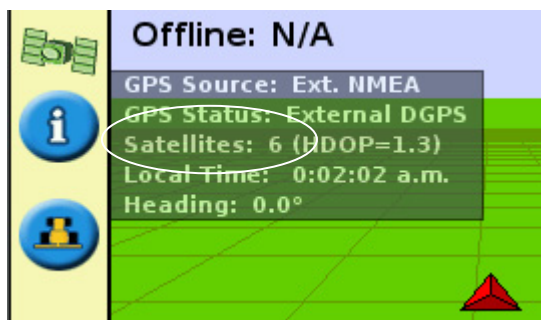 Offline: N/A
GPS Source: Ext. NMEA
GPS Status: External DGPS
Satellites: 6 (HDOP=1.3)
Local Time: 0:02:02 a.m.
Heading: 0.0°
i